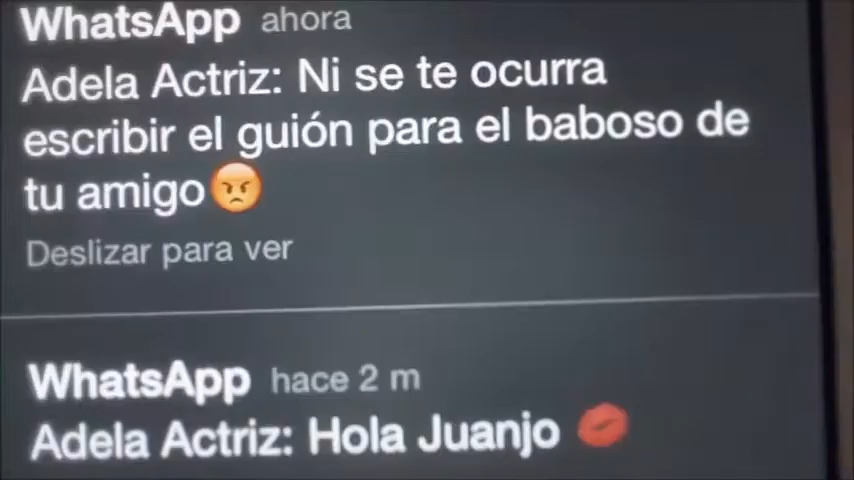 WhatsApp ahora
Adela Actriz: Ni se te ocurra
escribir el guión para el baboso de
tu amigo😠
Deslizar para ver
WhatsApp hace 2 m
Adela Actriz: Hola Juanjo 💋